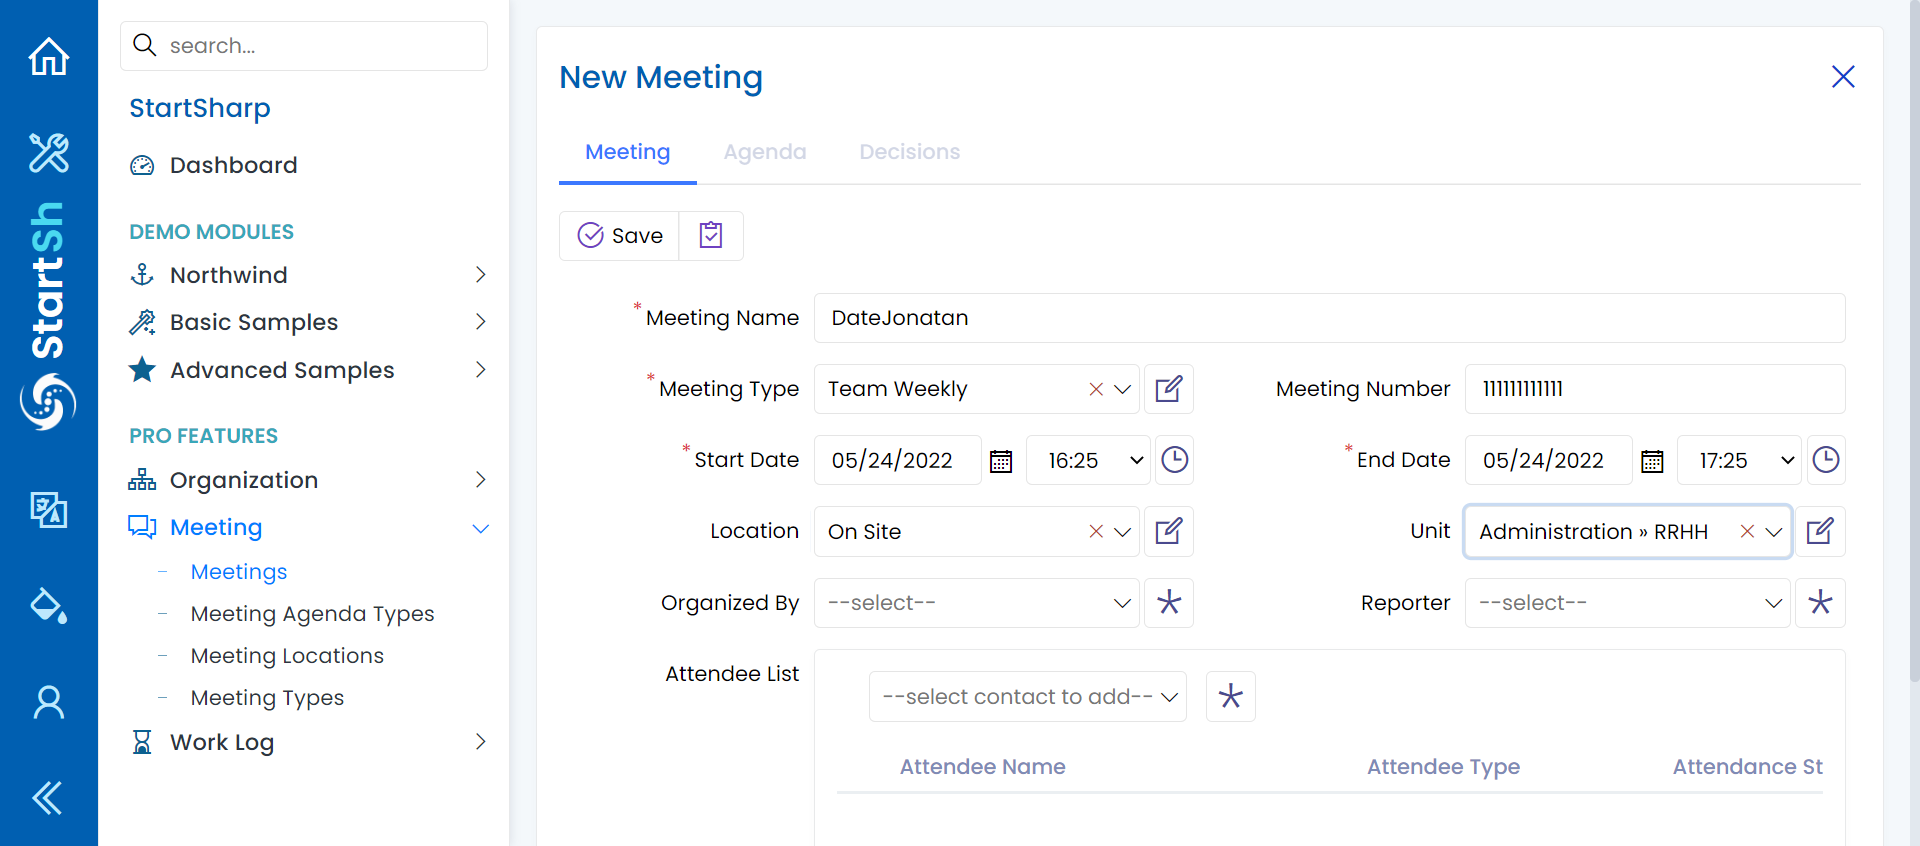 search...
StartSharp
Dashboard
DEMO MODULES
Northwind
Basic Samples
Advanced Samples
PRO FEATURES
Organization
Meeting
Meetings
Meeting Agenda Types
Meeting Locations
Meeting Types
Work Log
StartSh
New Meeting
Meeting Agenda Decisions
Save
* Meeting Name DateJonatan
* Meeting Type Team Weekly Meeting Number 111111111111
* Start Date 05/24/2022 16:25 * End Date 05/24/2022 17:25
Location On Site Unit Administration » RRHH
Organized By --select-- Reporter --select--
Attendee List --select contact to add--
Attendee Name Attendee Type Attendance St